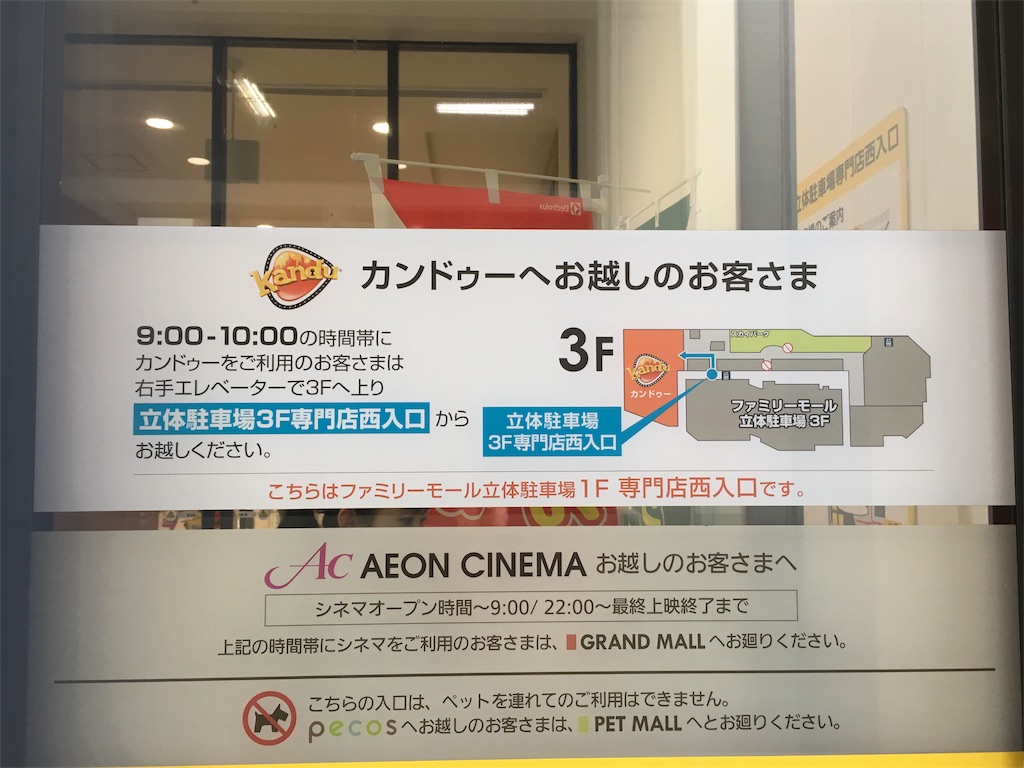 立体駐車場専門店西入口
のご案内
Kandu カンドゥーへお越しのお客さま
9:00-10:00の時間帯に
カンドゥーをご利用のお客さまは
右手エレベーターで3Fへ上り
立体駐車場3F専門店西入口 から
お越しください。
3F
スカイパーク
Kandu
カンドゥー
ファミリーモール
立体駐車場 3F
立体駐車場
3F専門店西入口
こちらはファミリーモール立体駐車場1F 専門店西入口です。
AC AEON CINEMA お越しのお客さまへ
シネマオープン時間～9:00/ 22:00～最終上映終了まで
上記の時間帯にシネマをご利用のお客さまは、GRAND MALL へお廻りください。
こちらの入口は、ペットを連れてのご利用はできません。
pecos へお越しのお客さまは、PET MALL へとお廻りください。